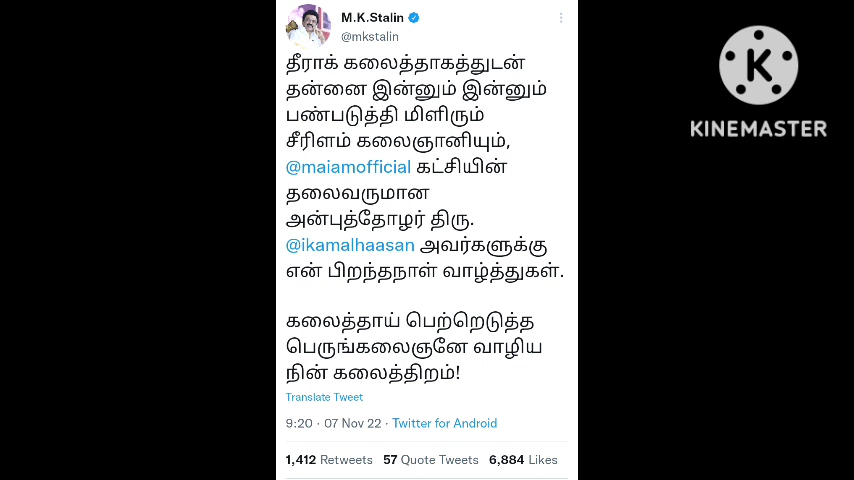 M.K.Stalin
@mkstalin
தீராக் கலைத்தாகத்துடன்
தன்னை இன்னும் இன்னும்
பண்படுத்தி மிளிரும்
சீரிளம் கலைஞானியும்,
@maiamofficial கட்சியின்
தலைவருமான
அன்புத்தோழர் திரு.
@ikamalhaasan அவர்களுக்கு
என் பிறந்தநாள் வாழ்த்துகள்.
கலைத்தாய் பெற்றெடுத்த
பெருங்கலைஞனே வாழிய
நின் கலைத்திறம்!
Translate Tweet
9:20 · 07 Nov 22 · Twitter for Android
1,412 Retweets 57 Quote Tweets 6,884 Likes
K
KINEMASTER